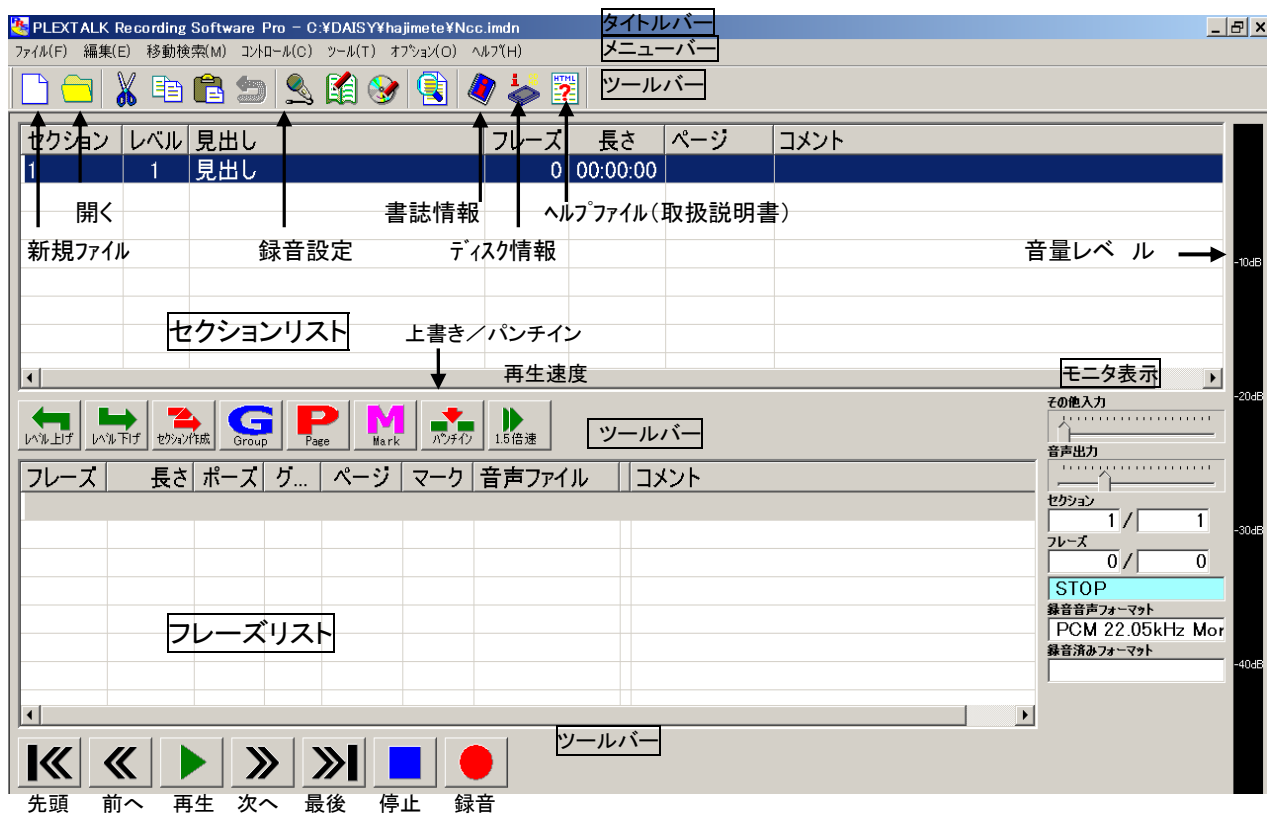 PLEXTALK Recording Software Pro - C:¥DAISY¥hajimete¥Ncc.imdn タイトルバー
ファイル(F) 編集(E) 移動検索(M) コントロール(C) ツール(T) オプション(O) ヘルプ(H) メニューバー
ツールバー
セクション レベル 見出し フレーズ 長さ ページ コメント
1 1 見出し 0 00:00:00
開く 書誌情報 ヘルプファイル(取扱説明書)
新規ファイル 録音設定 ディスク情報 音量レベ ル
-10dB
セクションリスト 上書き/パンチイン
再生速度 モニタ表示
-20dB
レベル上げ レベル下げ セクション作成 Group Page Mark パンチイン 1.5倍速 ツールバー
その他入力
音声出力
フレーズ 長さ ポーズ グ... ページ マーク 音声ファイル コメント
セクション
1 / 1
-30dB
フレーズ
0 / 0
STOP
録音音声フォーマット
PCM 22.05kHz Mor
録音済みフォーマット
フレーズリスト
-40dB
ツールバー
先頭 前へ 再生 次へ 最後 停止 録音